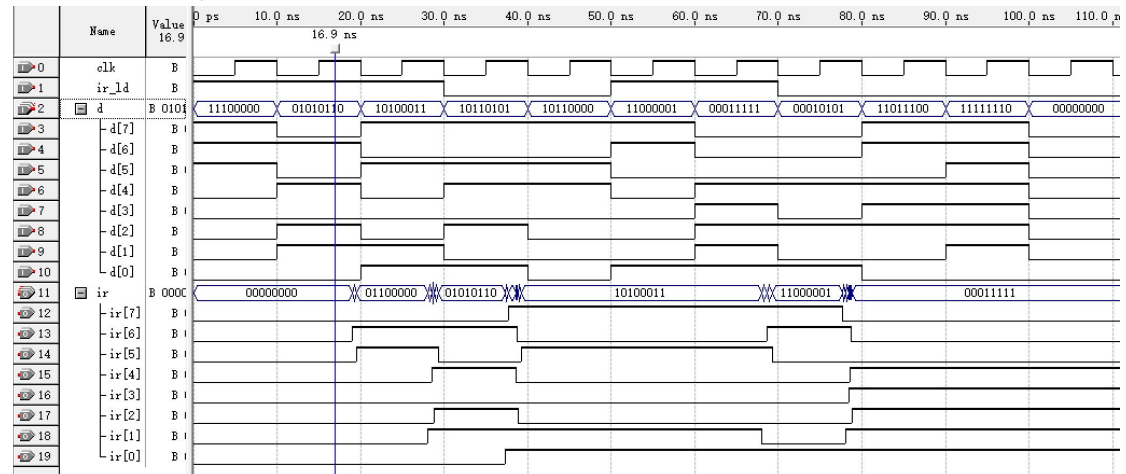 Name
Value
16.9
0 ps 10.0 ns 20.0 ns 30.0 ns 40.0 ns 50.0 ns 60.0 ns 70.0 ns 80.0 ns 90.0 ns 100.0 ns 110.0 n
16.9 ns
0 clk B
1 ir_ld B
2 d B 0101 11100000 01010110 10100011 10110101 10110000 11000001 00011111 00010101 11011100 11111110 00000000
3 d[7] B
4 d[6] B
5 d[5] B
6 d[4] B
7 d[3] B
8 d[2] B
9 d[1] B
10 d[0] B
11 ir B 0000 00000000 01100000 01010110 10100011 11000001 00011111
12 ir[7] B
13 ir[6] B
14 ir[5] B
15 ir[4] B
16 ir[3] B
17 ir[2] B
18 ir[1] B
19 ir[0] B